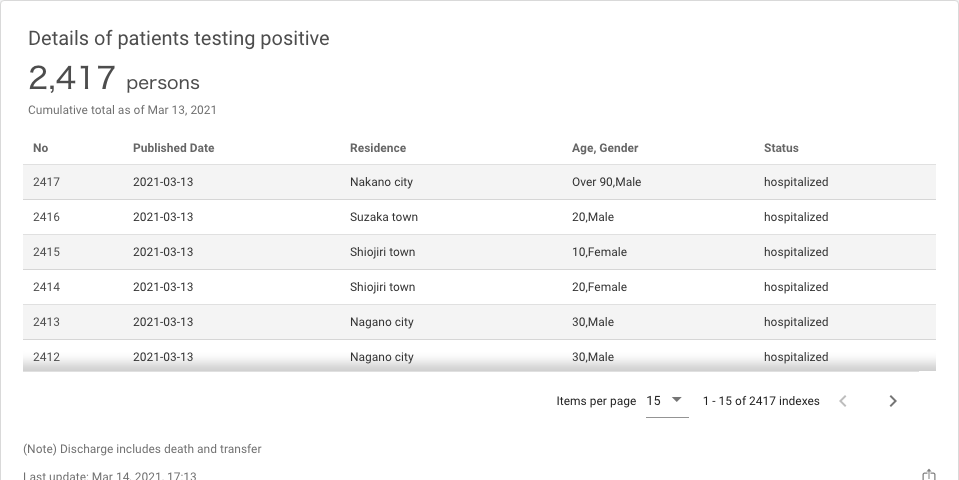 Details of patients testing positive
2,417 persons
Cumulative total as of Mar 13, 2021
No Published Date Residence Age, Gender Status
2417 2021-03-13 Nakano city Over 90,Male hospitalized
2416 2021-03-13 Suzaka town 20,Male hospitalized
2415 2021-03-13 Shiojiri town 10,Female hospitalized
2414 2021-03-13 Shiojiri town 20,Female hospitalized
2413 2021-03-13 Nagano city 30,Male hospitalized
2412 2021-03-13 Nagano city 30,Male hospitalized
Items per page 15 1 - 15 of 2417 indexes
(Note) Discharge includes death and transfer
Last update: Mar 14, 2021, 17:13